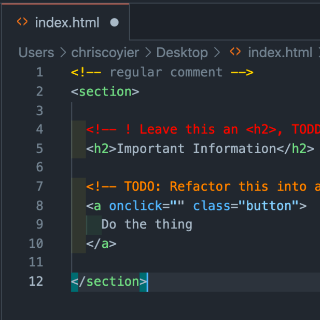 <> index.html ●
Users > chriscoyier > Desktop > <> index.html
1 <!-- regular comment -->
2 <section>
3
4 <!-- ! Leave this an <h2>,
5 <h2>Important Information</h2>
6
7 <!-- TODO: Refactor this into
8 <a onclick="" class="button">
9 Do the thing
10 </a>
11
12 </section>